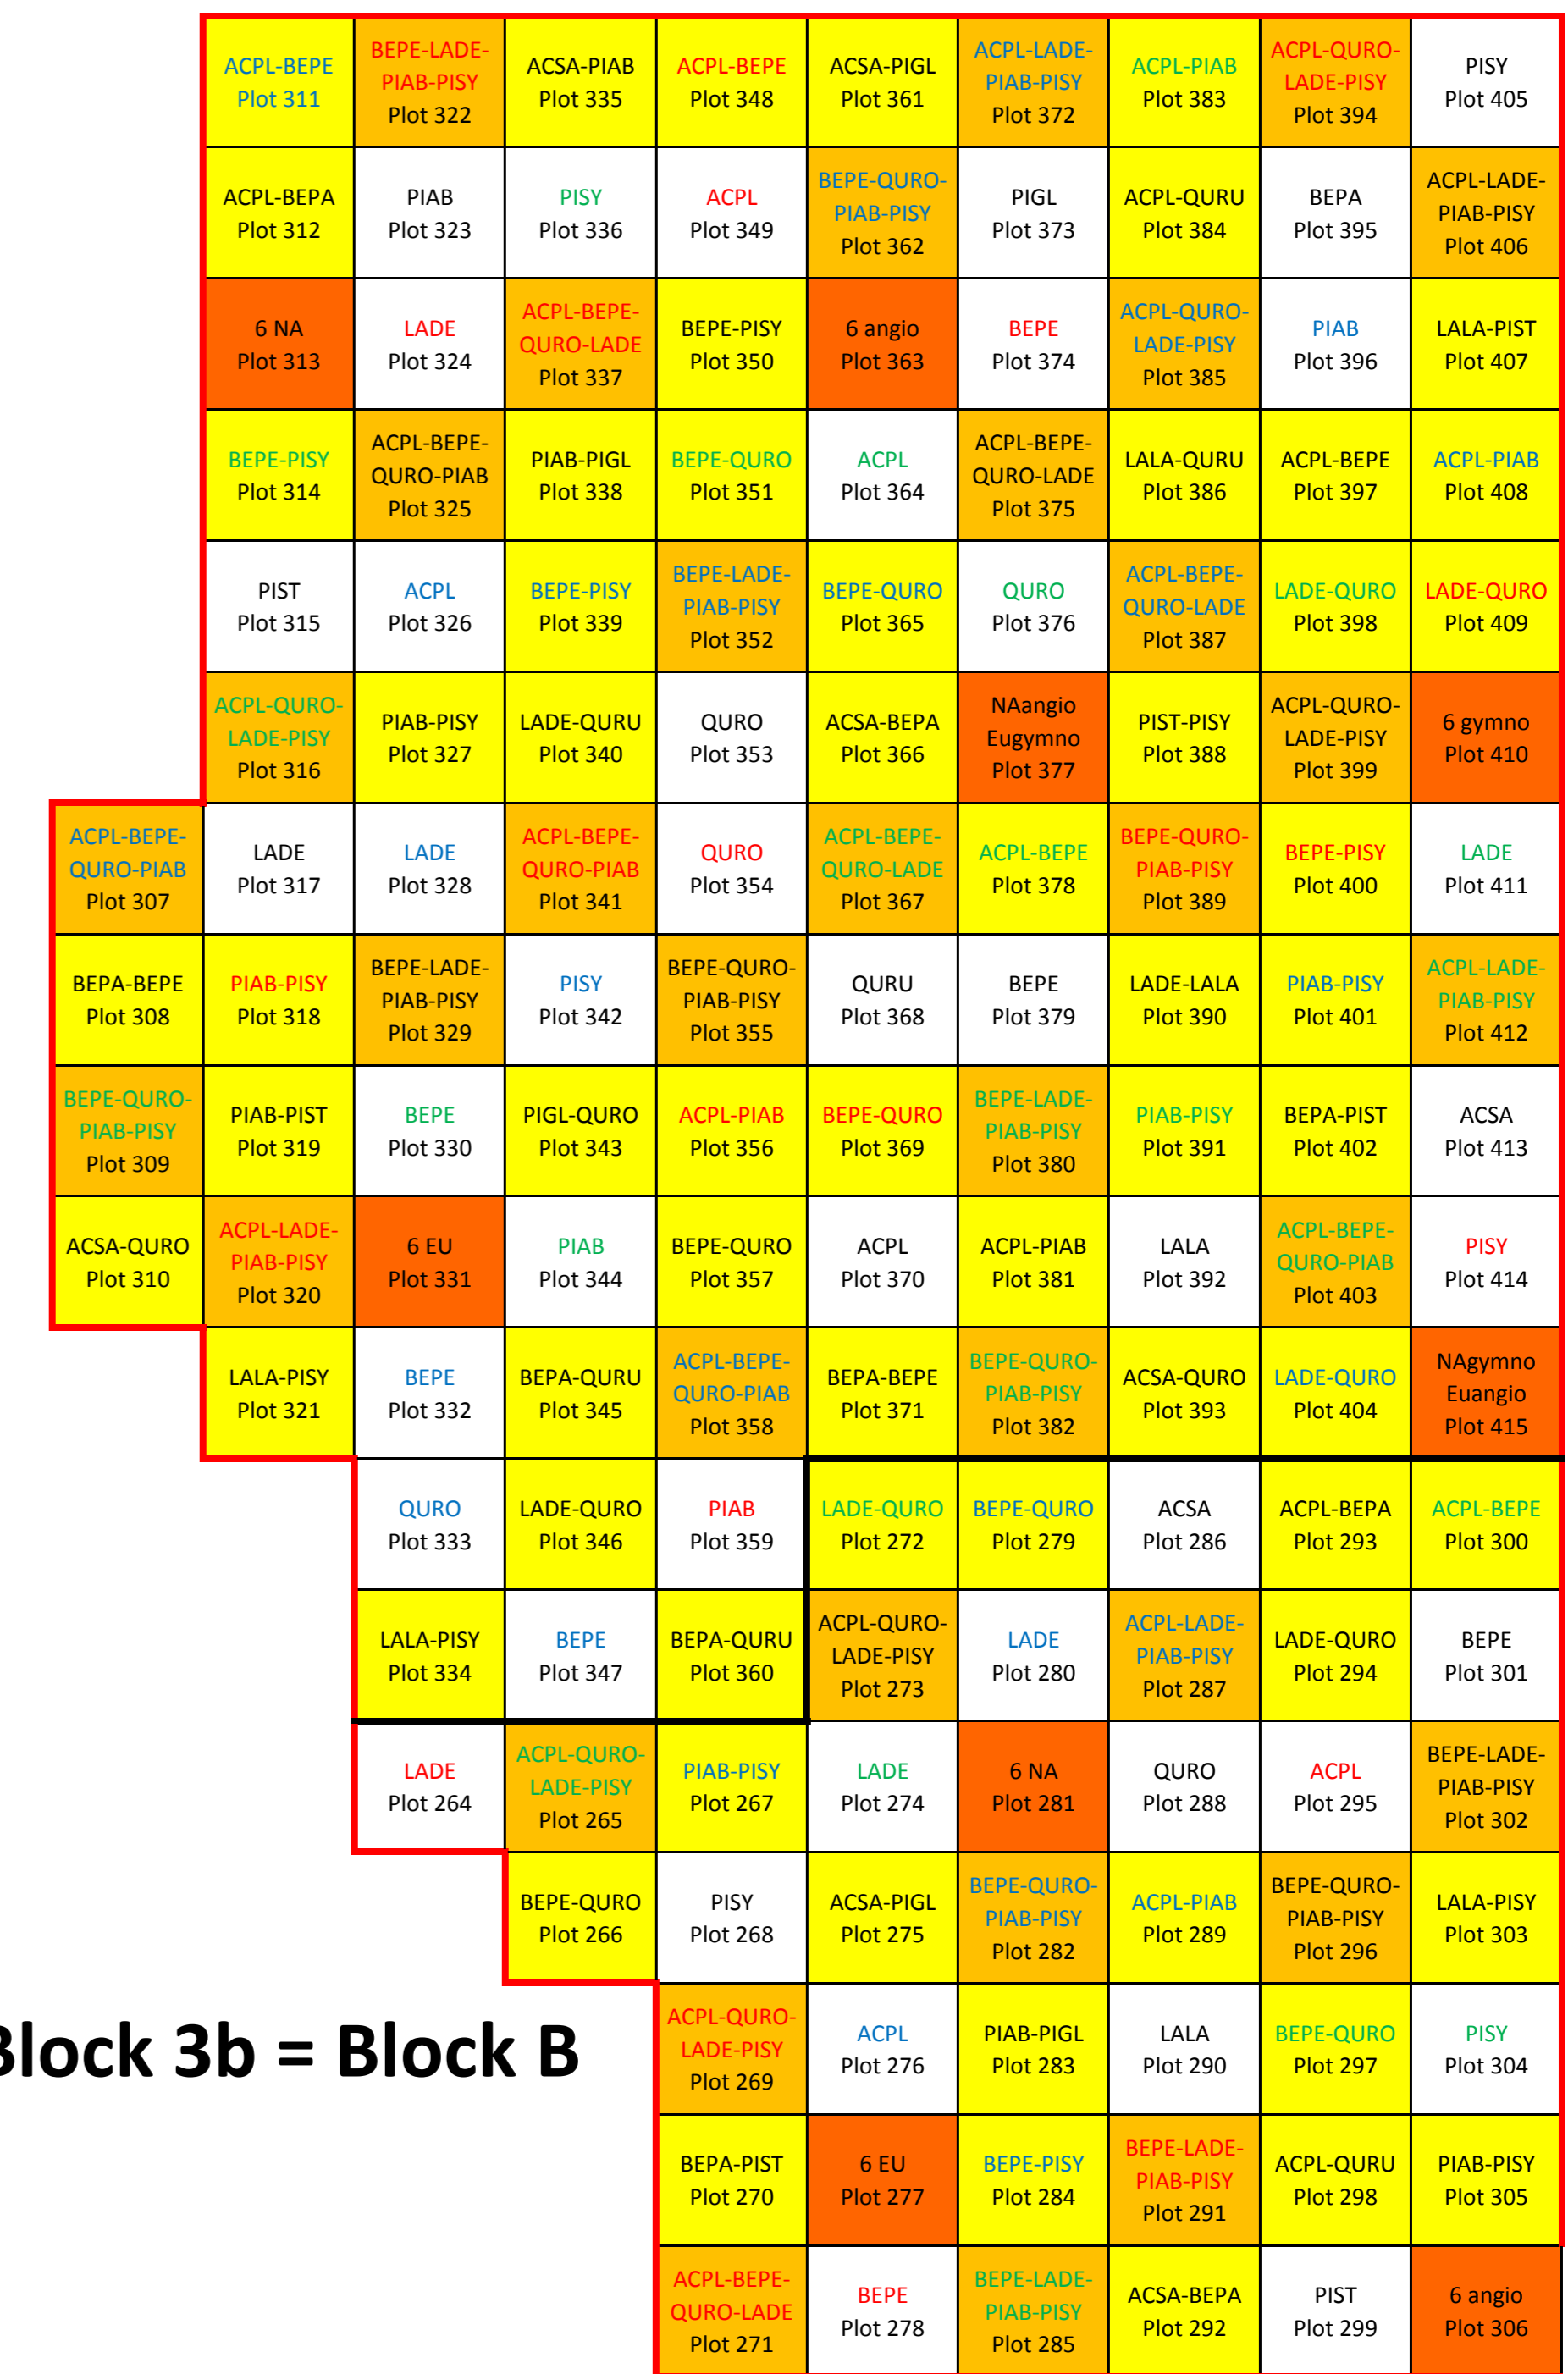 ACPL-BEPE
Plot 311
BEPE-LADE-
PIAB-PISY
Plot 322
ACSA-PIAB
Plot 335
ACPL-BEPE
Plot 348
ACSA-PIGL
Plot 361
ACPL-LADE-
PIAB-PISY
Plot 372
ACPL-PIAB
Plot 383
ACPL-QURO-
LADE-PISY
Plot 394
PISY
Plot 405
ACPL-BEPA
Plot 312
PIAB
Plot 323
PISY
Plot 336
ACPL
Plot 349
BEPE-QURO-
PIAB-PISY
Plot 362
PIGL
Plot 373
ACPL-QURU
Plot 384
BEPA
Plot 395
ACPL-LADE-
PIAB-PISY
Plot 406
6 NA
Plot 313
LADE
Plot 324
ACPL-BEPE-
QURO-LADE
Plot 337
BEPE-PISY
Plot 350
6 angio
Plot 363
BEPE
Plot 374
ACPL-QURO-
LADE-PISY
Plot 385
PIAB
Plot 396
LALA-PIST
Plot 407
BEPE-PISY
Plot 314
ACPL-BEPE-
QURO-PIAB
Plot 325
PIAB-PIGL
Plot 338
BEPE-QURO
Plot 351
ACPL
Plot 364
ACPL-BEPE-
QURO-LADE
Plot 375
LALA-QURU
Plot 386
ACPL-BEPE
Plot 397
ACPL-PIAB
Plot 408
PIST
Plot 315
ACPL
Plot 326
BEPE-PISY
Plot 339
BEPE-LADE-
PIAB-PISY
Plot 352
BEPE-QURO
Plot 365
QURO
Plot 376
ACPL-BEPE-
QURO-LADE
Plot 387
LADE-QURO
Plot 398
LADE-QURO
Plot 409
ACPL-QURO-
LADE-PISY
Plot 316
PIAB-PISY
Plot 327
LADE-QURU
Plot 340
QURO
Plot 353
ACSA-BEPA
Plot 366
NAangio
Eugymno
Plot 377
PIST-PISY
Plot 388
ACPL-QURO-
LADE-PISY
Plot 399
6 gymno
Plot 410
ACPL-BEPE-
QURO-PIAB
Plot 307
LADE
Plot 317
LADE
Plot 328
ACPL-BEPE-
QURO-PIAB
Plot 341
QURO
Plot 354
ACPL-BEPE-
QURO-LADE
Plot 367
ACPL-BEPE
Plot 378
BEPE-QURO-
PIAB-PISY
Plot 389
BEPE-PISY
Plot 400
LADE
Plot 411
BEPA-BEPE
Plot 308
PIAB-PISY
Plot 318
BEPE-LADE-
PIAB-PISY
Plot 329
PISY
Plot 342
BEPE-QURO-
PIAB-PISY
Plot 355
QURU
Plot 368
BEPE
Plot 379
LADE-LALA
Plot 390
PIAB-PISY
Plot 401
ACPL-LADE-
PIAB-PISY
Plot 412
BEPE-QURO-
PIAB-PISY
Plot 309
PIAB-PIST
Plot 319
BEPE
Plot 330
PIGL-QURO
Plot 343
ACPL-PIAB
Plot 356
BEPE-QURO
Plot 369
BEPE-LADE-
PIAB-PISY
Plot 380
PIAB-PISY
Plot 391
BEPA-PIST
Plot 402
ACSA
Plot 413
ACSA-QURO
Plot 310
ACPL-LADE-
PIAB-PISY
Plot 320
6 EU
Plot 331
PIAB
Plot 344
BEPE-QURO
Plot 357
ACPL
Plot 370
ACPL-PIAB
Plot 381
LALA
Plot 392
ACPL-BEPE-
QURO-PIAB
Plot 403
PISY
Plot 414
LALA-PISY
Plot 321
BEPE
Plot 332
BEPA-QURU
Plot 345
ACPL-BEPE-
QURO-PIAB
Plot 358
BEPA-BEPE
Plot 371
BEPE-QURO-
PIAB-PISY
Plot 382
ACSA-QURO
Plot 393
LADE-QURO
Plot 404
NAgymno
Euangio
Plot 415
QURO
Plot 333
LADE-QURO
Plot 346
PIAB
Plot 359
LADE-QURO
Plot 272
BEPE-QURO
Plot 279
ACSA
Plot 286
ACPL-BEPA
Plot 293
ACPL-BEPE
Plot 300
LALA-PISY
Plot 334
BEPE
Plot 347
BEPA-QURU
Plot 360
ACPL-QURO-
LADE-PISY
Plot 273
LADE
Plot 280
ACPL-LADE-
PIAB-PISY
Plot 287
LADE-QURO
Plot 294
BEPE
Plot 301
LADE
Plot 264
ACPL-QURO-
LADE-PISY
Plot 265
PIAB-PISY
Plot 267
LADE
Plot 274
6 NA
Plot 281
QURO
Plot 288
ACPL
Plot 295
BEPE-LADE-
PIAB-PISY
Plot 302
BEPE-QURO
Plot 266
PISY
Plot 268
ACSA-PIGL
Plot 275
BEPE-QURO-
PIAB-PISY
Plot 282
ACPL-PIAB
Plot 289
BEPE-QURO-
PIAB-PISY
Plot 296
LALA-PISY
Plot 303
Block 3b = Block B
ACPL-QURO-
LADE-PISY
Plot 269
ACPL
Plot 276
PIAB-PIGL
Plot 283
LALA
Plot 290
BEPE-QURO
Plot 297
PISY
Plot 304
BEPA-PIST
Plot 270
6 EU
Plot 277
BEPE-PISY
Plot 284
BEPE-LADE-
PIAB-PISY
Plot 291
ACPL-QURU
Plot 298
PIAB-PISY
Plot 305
ACPL-BEPE-
QURO-LADE
Plot 271
BEPE
Plot 278
BEPE-LADE-
PIAB-PISY
Plot 285
ACSA-BEPA
Plot 292
PIST
Plot 299
6 angio
Plot 306